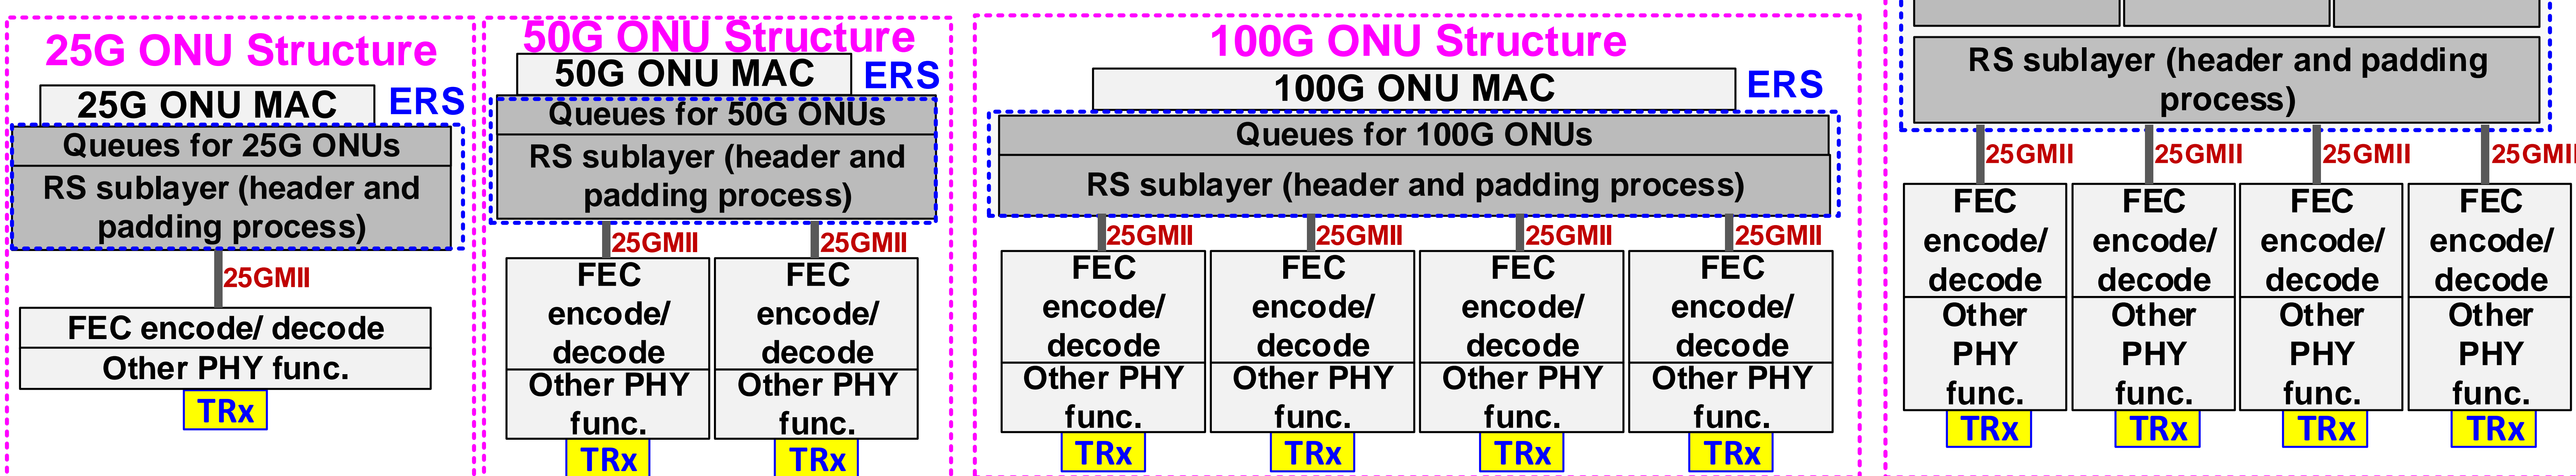 25G ONU Structure
25G ONU MAC
ERS
Queues for 25G ONUs
RS sublayer (header and
padding process)
25GMII
FEC encode/ decode
Other PHY func.
TRx
50G ONU Structure
50G ONU MAC
ERS
Queues for 50G ONUs
RS sublayer (header and
padding process)
25GMII
25GMII
FEC
encode/
decode
Other PHY
func.
TRx
FEC
encode/
decode
Other PHY
func.
TRx
100G ONU Structure
100G ONU MAC
ERS
Queues for 100G ONUs
RS sublayer (header and padding process)
25GMII
25GMII
25GMII
25GMII
FEC
encode/
decode
Other PHY
func.
TRx
FEC
encode/
decode
Other PHY
func.
TRx
FEC
encode/
decode
Other PHY
func.
TRx
FEC
encode/
decode
Other PHY
func.
TRx
RS sublayer (header and padding
process)
25GMII
25GMII
25GMII
25GMII
FEC
encode/
decode
Other
PHY
func.
TRx
FEC
encode/
decode
Other
PHY
func.
TRx
FEC
encode/
decode
Other
PHY
func.
TRx
FEC
encode/
decode
Other
PHY
func.
TRx